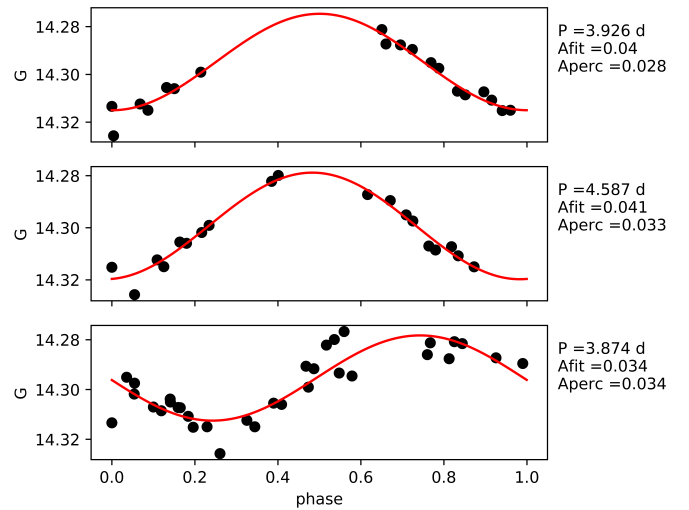 14.28
14.30
14.32
G
P =3.926 d
Afit =0.04
Aperc =0.028
14.28
14.30
14.32
G
P =4.587 d
Afit =0.041
Aperc =0.033
14.28
14.30
14.32
G
P =3.874 d
Afit =0.034
Aperc =0.034
0.0 0.2 0.4 0.6 0.8 1.0
phase